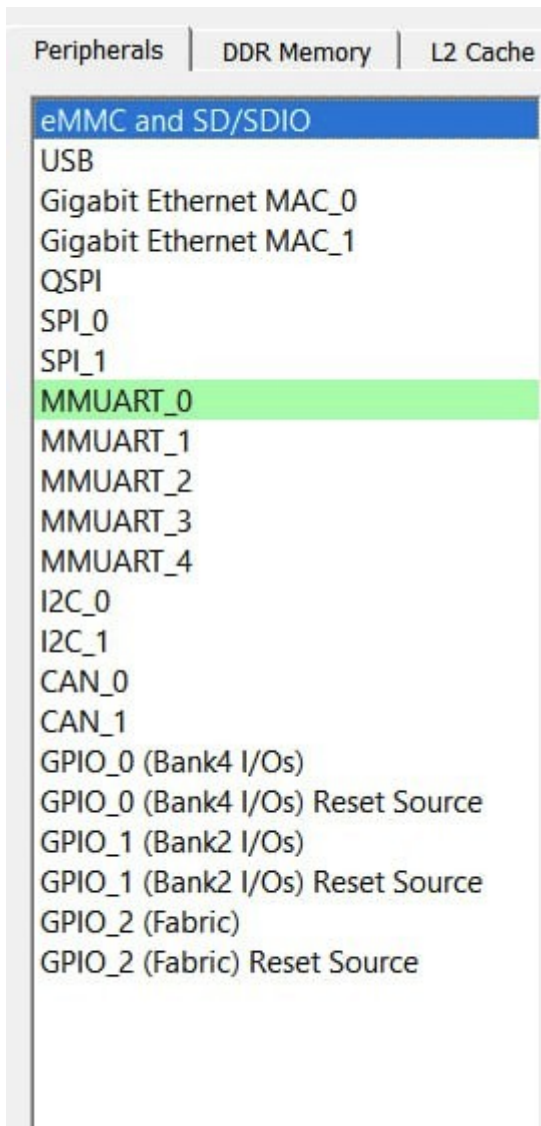 Peripherals DDR Memory L2 Cache
eMMC and SD/SDIO
USB
Gigabit Ethernet MAC_0
Gigabit Ethernet MAC_1
QSPI
SPI_0
SPI_1
MMUART_0
MMUART_1
MMUART_2
MMUART_3
MMUART_4
I2C_0
I2C_1
CAN_0
CAN_1
GPIO_0 (Bank4 I/Os)
GPIO_0 (Bank4 I/Os) Reset Source
GPIO_1 (Bank2 I/Os)
GPIO_1 (Bank2 I/Os) Reset Source
GPIO_2 (Fabric)
GPIO_2 (Fabric) Reset Source